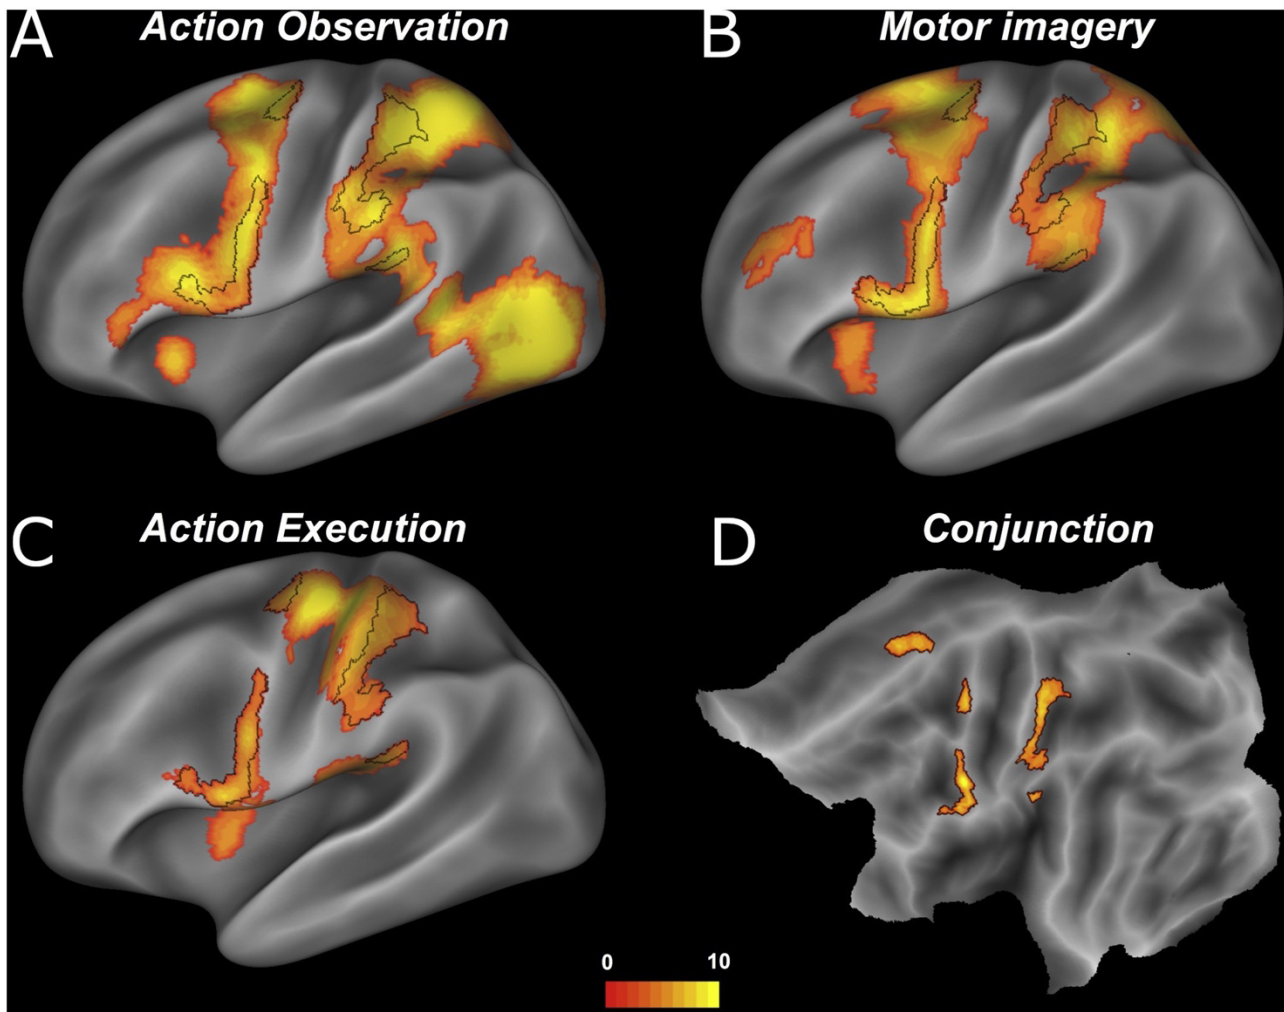 A
Action Observation
B
Motor imagery
C
Action Execution
D
Conjunction
0 10